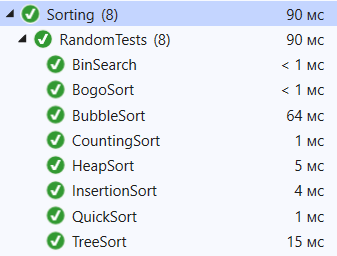 Sorting (8) 90 мс
RandomTests (8) 90 мс
BinSearch < 1 мс
BogoSort < 1 мс
BubbleSort 64 мс
CountingSort 1 мс
HeapSort 5 мс
InsertionSort 4 мс
QuickSort 1 мс
TreeSort 15 мс